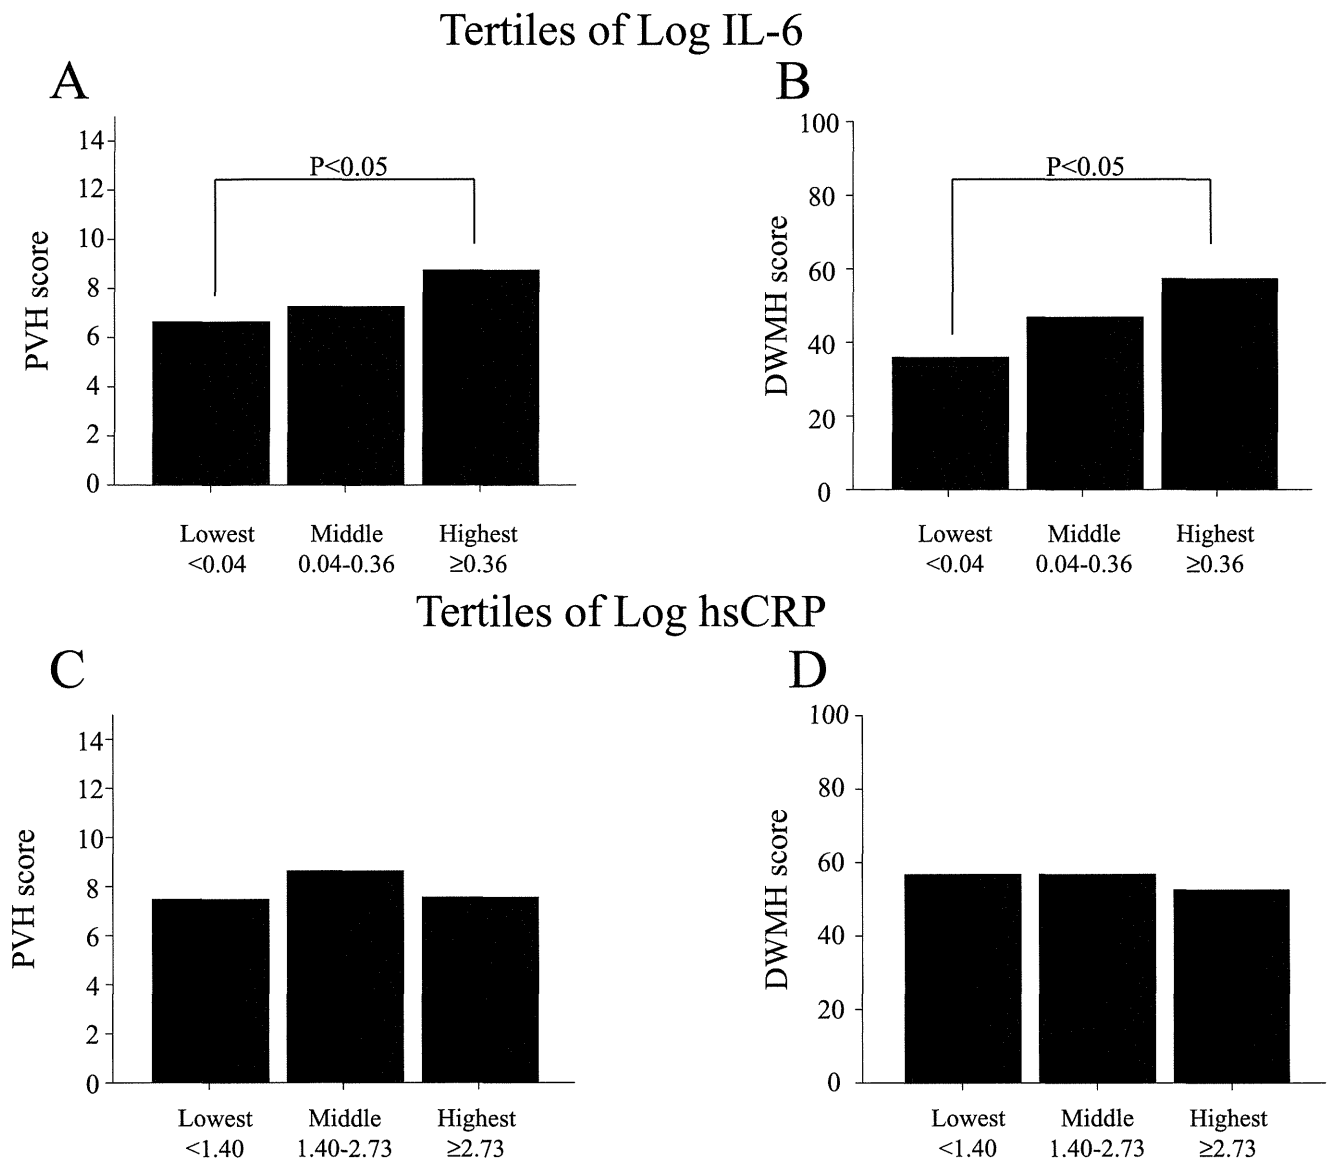 Tertiles of Log IL-6
A
PVH score
14
12
10
8
6
4
2
0
P<0.05
Lowest Middle Highest
<0.04 0.04-0.36 ≥0.36
B
DWMH score
100
80
60
40
20
0
P<0.05
Lowest Middle Highest
<0.04 0.04-0.36 ≥0.36
Tertiles of Log hsCRP
C
PVH score
14
12
10
8
6
4
2
0
Lowest Middle Highest
<1.40 1.40-2.73 ≥2.73
D
DWMH score
100
80
60
40
20
0
Lowest Middle Highest
<1.40 1.40-2.73 ≥2.73